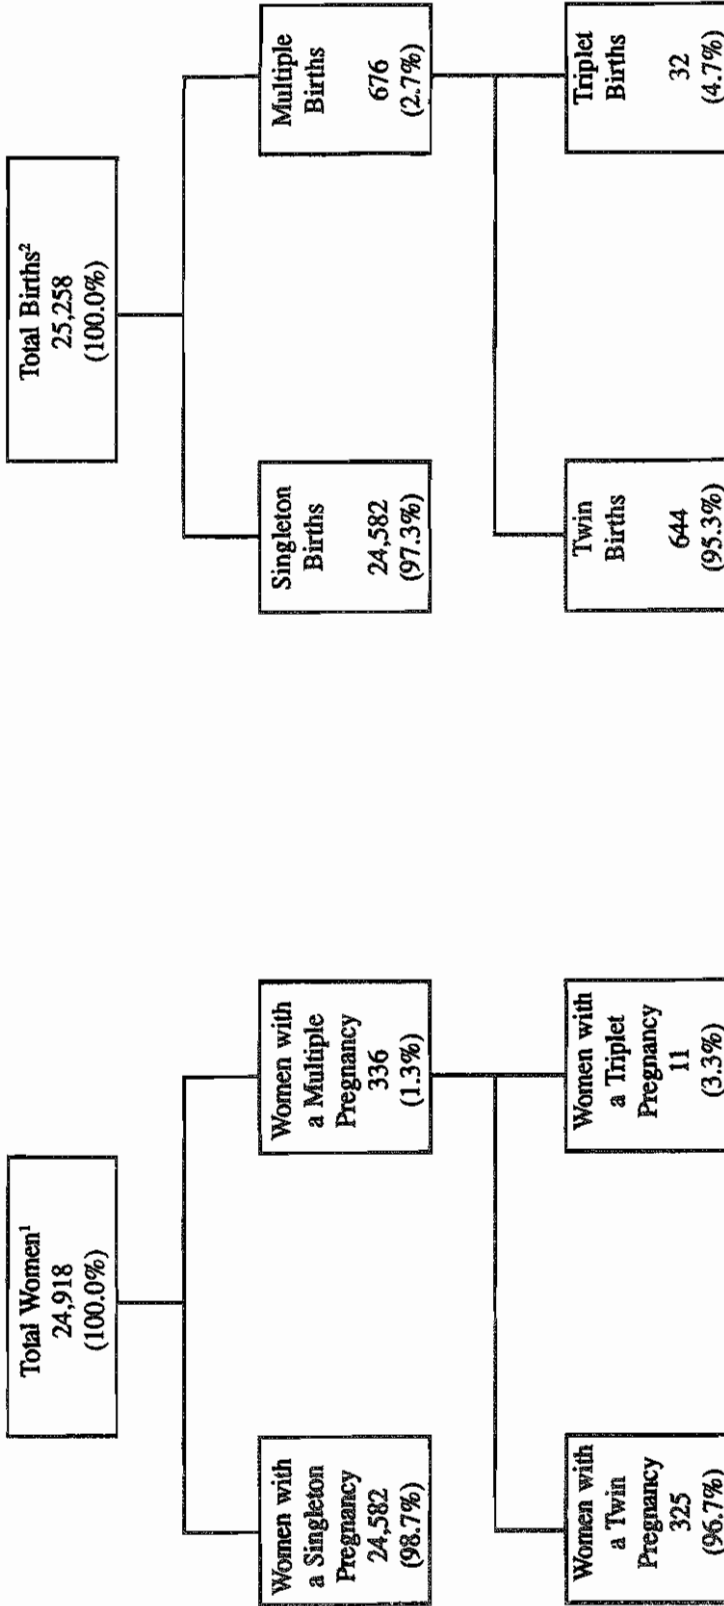 Total Women¹
24,918
(100.0%)
Women with
a Singleton
Pregnancy
24,582
(98.7%)
Women with
a Multiple
Pregnancy
336
(1.3%)
Women with
a Twin
Pregnancy
325
(96.7%)
Women with
a Triplet
Pregnancy
11
(3.3%)
Total Births²
25,258
(100.0%)
Singleton
Births
24,582
(97.3%)
Multiple
Births
676
(2.7%)
Twin
Births
644
(95.3%)
Triplet
Births
32
(4.7%)